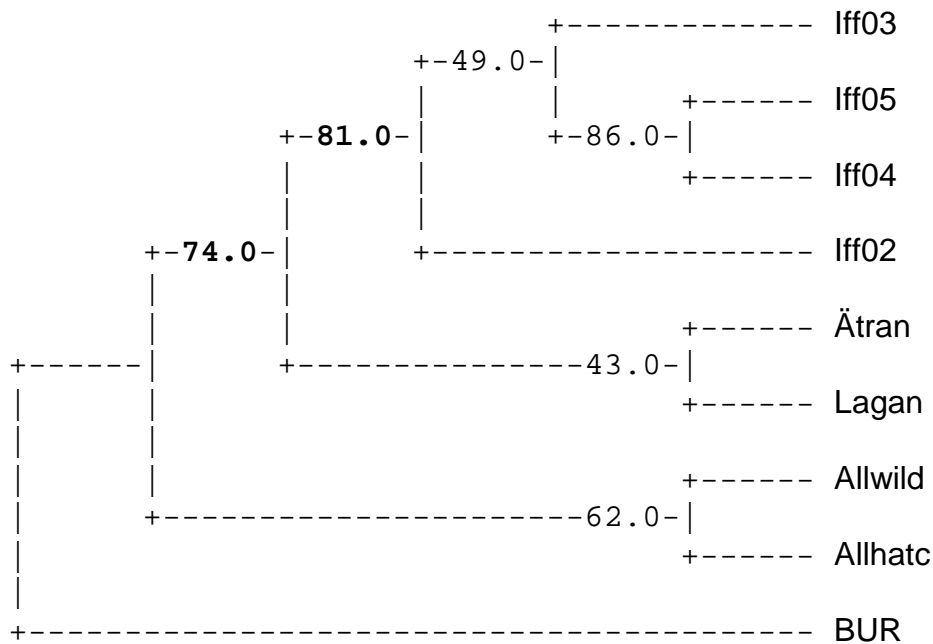 Iff03
49.0
Iff05
81.0 86.0
Iff04
74.0 Iff02
Ätran
43.0
Lagan
Allwild
62.0
Allhatc
BUR